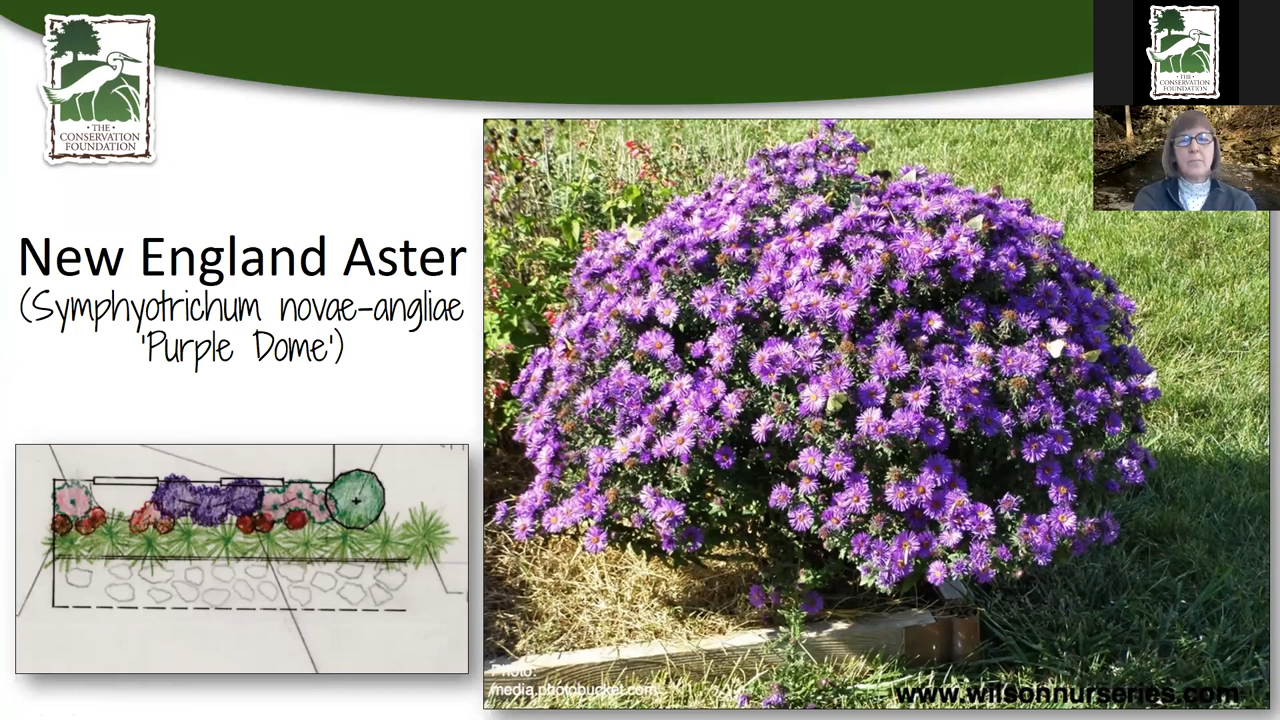 THE
CONSERVATION
FOUNDATION
New England Aster
(Symphyotrichum novae-angliae
'Purple Dome')
Photo:
/media.photobucket.com
www.wilsonnurseries.com
THE
CONSERVATION
FOUNDATION